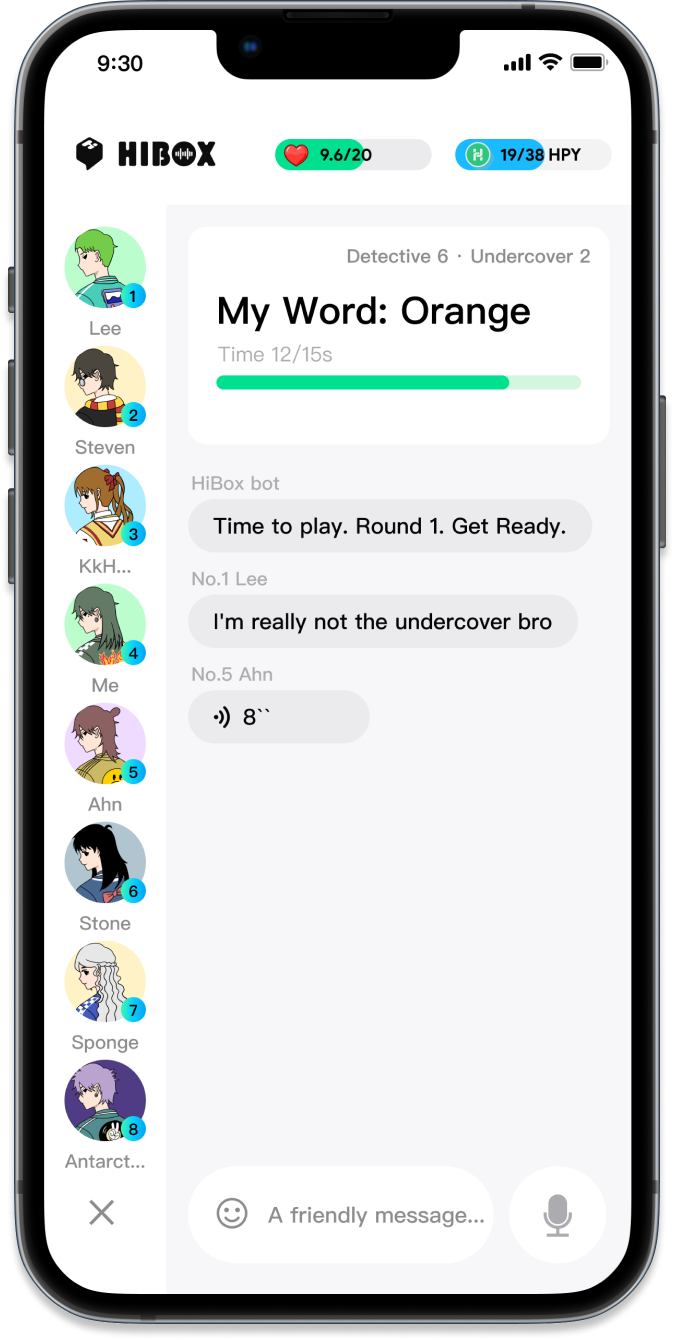 9:30
HIBOX
9.6/20
19/38 HPY
1
Lee
2
Steven
3
KkH...
4
Me
5
Ahn
6
Stone
7
Sponge
8
Antarct...
Detective 6 · Undercover 2
My Word: Orange
Time 12/15s
HiBox bot
Time to play. Round 1. Get Ready.
No.1 Lee
I'm really not the undercover bro
No.5 Ahn
8``
A friendly message...